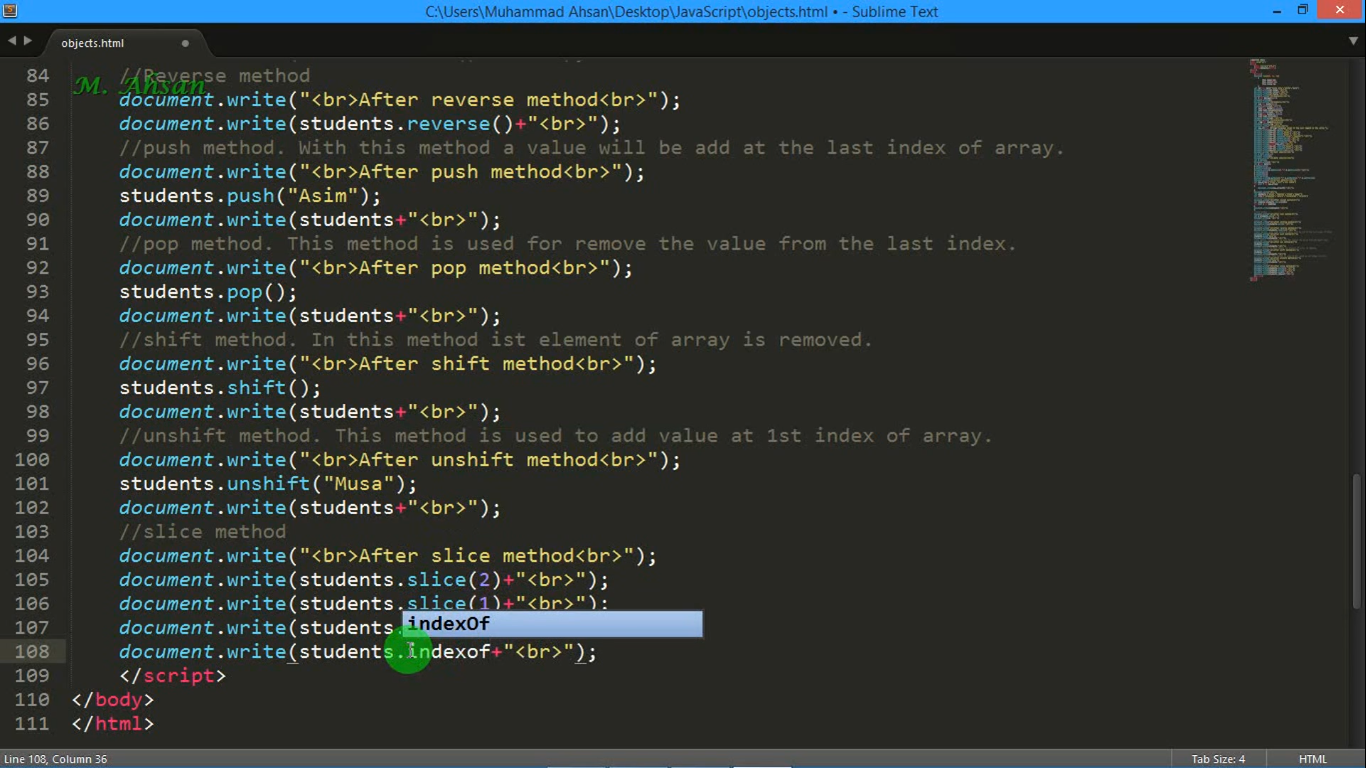 C:\Users\Muhammad Ahsan\Desktop\JavaScript\objects.html • - Sublime Text
objects.html
M. Ahsan
84 //Reverse method
85 document.write("<br>After reverse method<br>");
86 document.write(students.reverse()+"<br>");
87 //push method. With this method a value will be add at the last index of array.
88 document.write("<br>After push method<br>");
89 students.push("Asim");
90 document.write(students+"<br>");
91 //pop method. This method is used for remove the value from the last index.
92 document.write("<br>After pop method<br>");
93 students.pop();
94 document.write(students+"<br>");
95 //shift method. In this method ist element of array is removed.
96 document.write("<br>After shift method<br>");
97 students.shift();
98 document.write(students+"<br>");
99 //unshift method. This method is used to add value at 1st index of array.
100 document.write("<br>After unshift method<br>");
101 students.unshift("Musa");
102 document.write(students+"<br>");
103 //slice method
104 document.write("<br>After slice method<br>");
105 document.write(students.slice(2)+"<br>");
106 document.write(students.slice(1)+"<br>");
indexOf
107 document.write(students.
108 document.write(students.indexof+"<br>");
109 </script>
110 </body>
111 </html>
Line 108, Column 36
Tab Size: 4
HTML